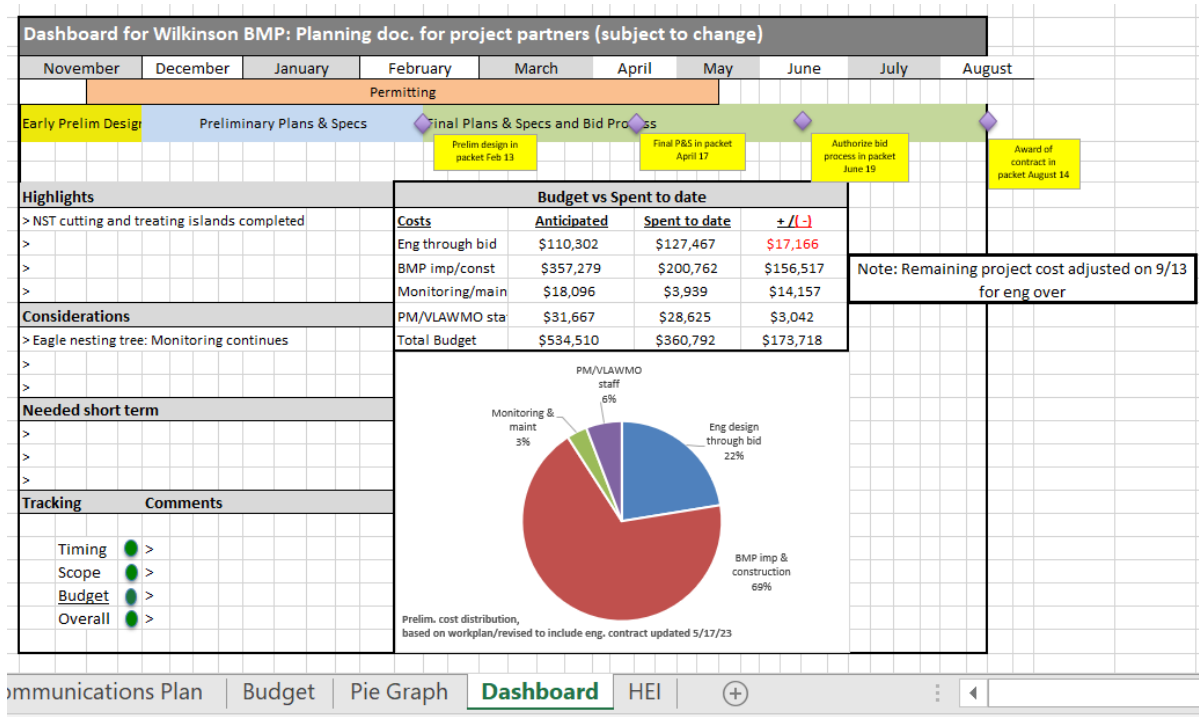 Dashboard for Wilkinson BMP: Planning doc. for project partners (subject to change)
November December January February March April May June July August
Permitting
Early Prelim Desigr Preliminary Plans & Specs Final Plans & Specs and Bid Process
Prelim design in
packet Feb 13
Final P&S in packet
April 17
Authorize bid
process in packet
June 19
Award of
contract in
packet August 14
Highlights
> NST cutting and treating islands completed
>
>
>
Considerations
> Eagle nesting tree: Monitoring continues
>
>
Needed short term
>
>
>
Tracking Comments
Timing >
Scope >
Budget >
Overall >
Budget vs Spent to date
Costs Anticipated Spent to date + /( -)
Eng through bid $110,302 $127,467 $17,166
BMP imp/const $357,279 $200,762 $156,517
Monitoring/main $18,096 $3,939 $14,157
PM/VLAWMO sta $31,667 $28,625 $3,042
Total Budget $534,510 $360,792 $173,718
Note: Remaining project cost adjusted on 9/13
for eng over
PM/VLAWMO
staff
6%
Monitoring &
maint
3%
Eng design
through bid
22%
BMP imp &
construction
69%
Prelim. cost distribution,
based on workplan/revised to include eng. contract updated 5/17/23
ommunications Plan Budget Pie Graph Dashboard HEI